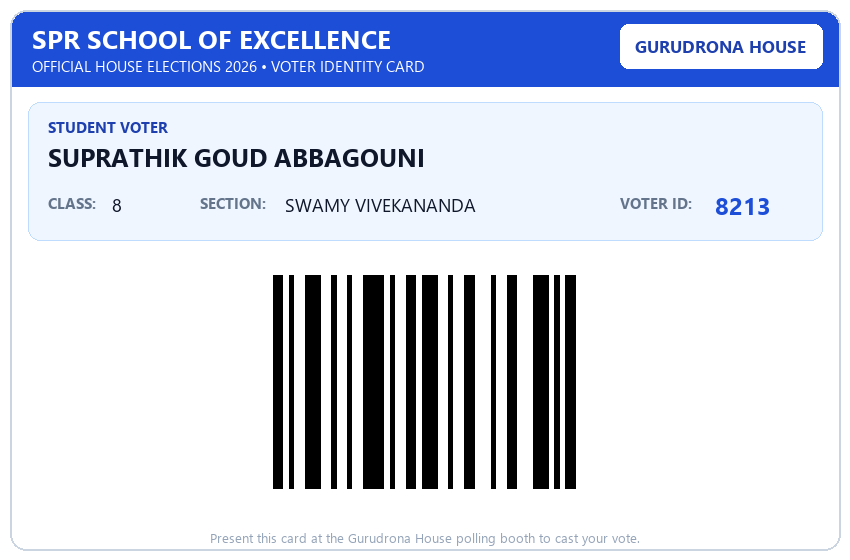 SPR SCHOOL OF EXCELLENCE
OFFICIAL HOUSE ELECTIONS 2026 • VOTER IDENTITY CARD
GURUDRONA HOUSE
STUDENT VOTER
SUPRATHIK GOUD ABBAGOUNI
CLASS: 8 SECTION: SWAMY VIVEKANANDA VOTER ID: 8213
Present this card at the Gurudrona House polling booth to cast your vote.